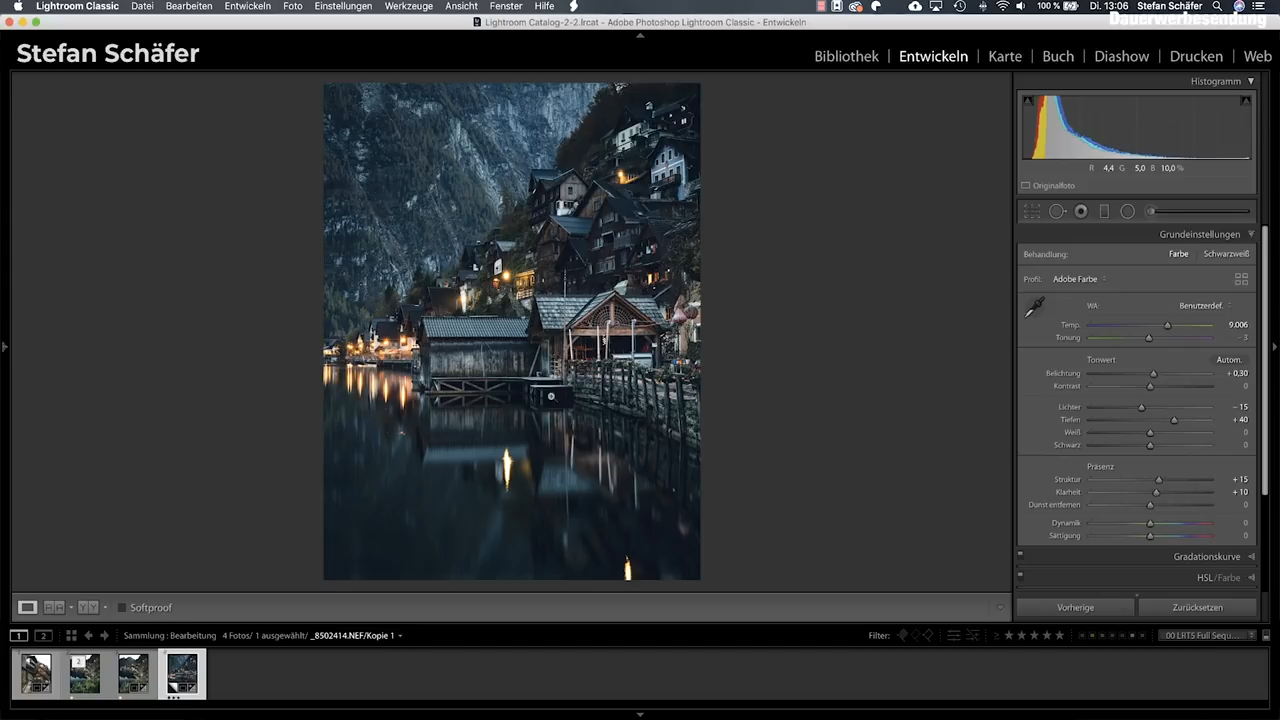 Lightroom Classic Datei Bearbeiten Entwickeln Foto Einstellungen Werkzeuge Ansicht Fenster Hilfe 100 % Di. 13:06 Stefan Schäfer
Dauerwerbesendung
Lightroom Catalog-2-2.lrcat - Adobe Photoshop Lightroom Classic - Entwickeln
Stefan Schäfer
Bibliothek | Entwickeln | Karte | Buch | Diashow | Drucken | Web
Histogramm
R 4,4 G 5,0 B 10,0 %
Originalfoto
Grundeinstellungen
Behandlung: Farbe Schwarzweiß
Profil: Adobe Farbe
WA Benutzerdef.
Temp. 9.006
Tonung - 3
Tonwert Autom.
Belichtung + 0,30
Kontrast 0
Lichter - 15
Tiefen + 40
Weiß 0
Schwarz 0
Präsenz
Struktur + 15
Klarheit + 10
Dunst entfernen 0
Dynamik 0
Sättigung 0
Gradationskurve
HSL/Farbe
Softproof
Vorherige Zurücksetzen
1 2 Sammlung : Bearbeitung 4 Fotos/ 1 ausgewählt/ _8502414.NEF/Kopie 1 Filter: 00 LRT5 Full Sequ...
2